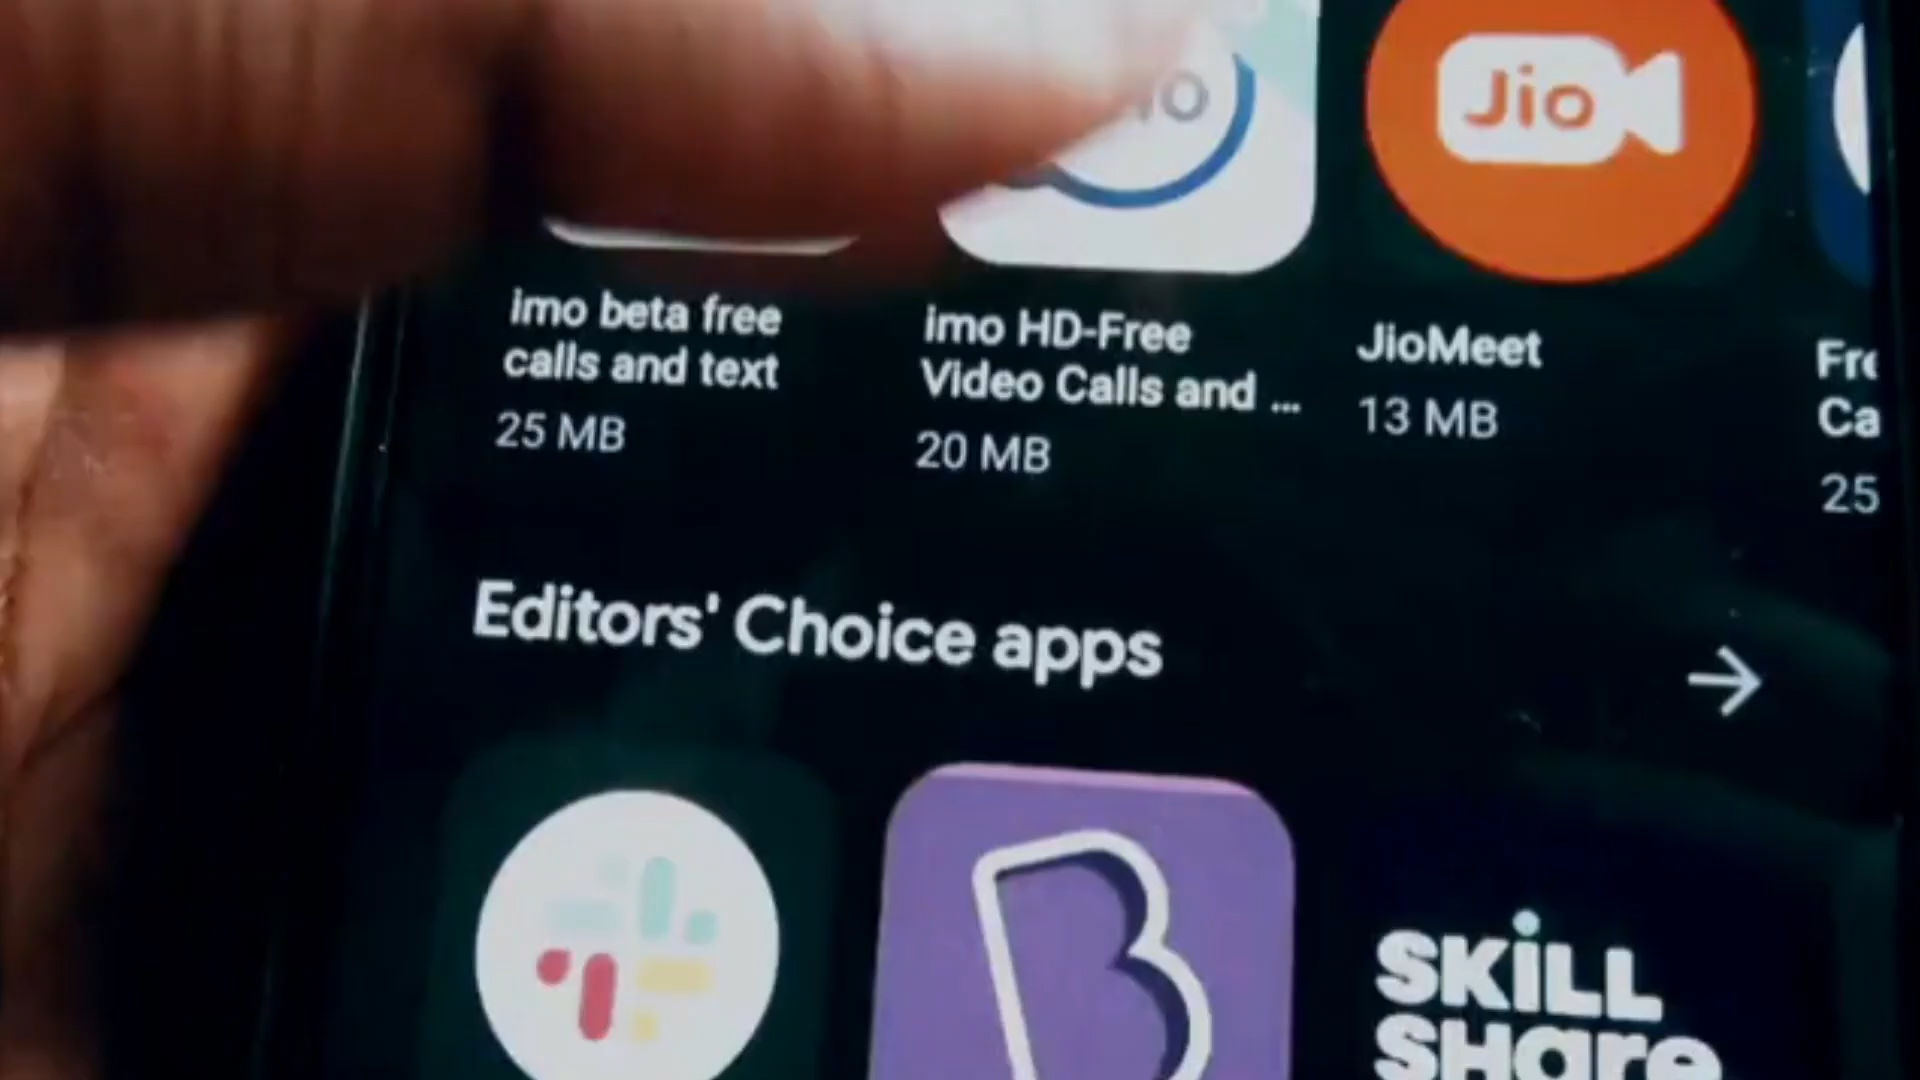 Jio
imo beta free
calls and text
25 MB
imo HD-Free
Video Calls and ...
20 MB
JioMeet
13 MB
Ca
25
Editors' Choice apps
B
SKiLL
SHare